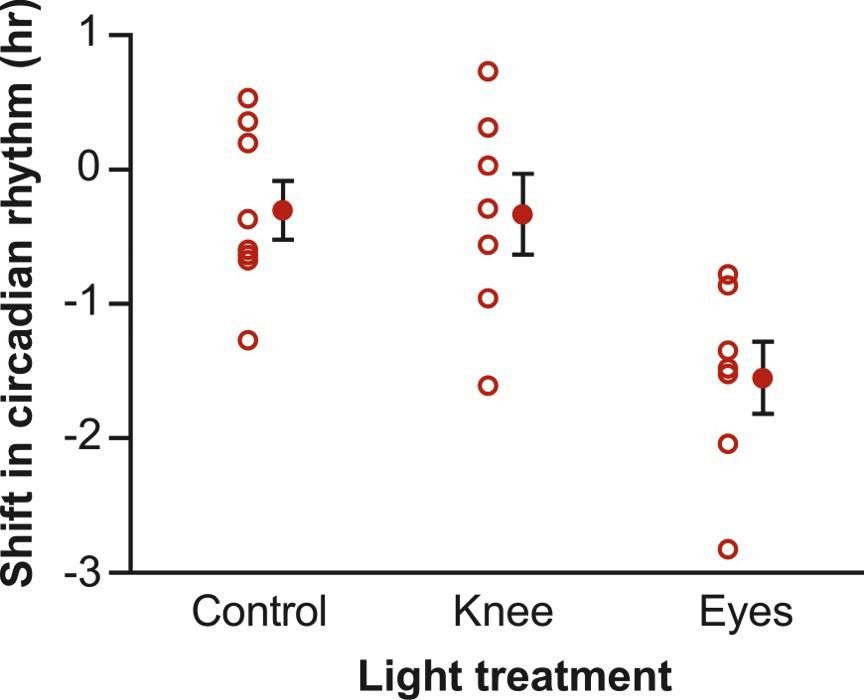 Shift in circadian rhythm (hr)
1
0
-1
-2
-3
Control Knee Eyes
Light treatment